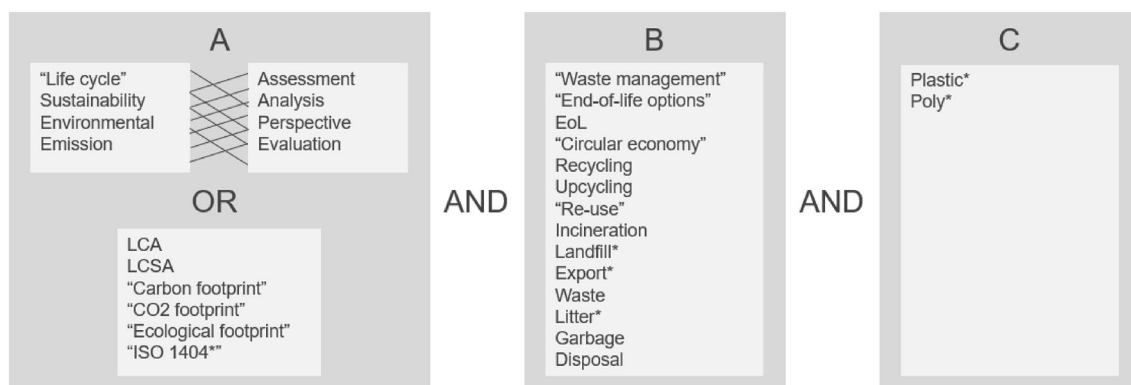 A
“Life cycle”
Sustainability
Environmental
Emission
Assessment
Analysis
Perspective
Evaluation
OR
LCA
LCSA
“Carbon footprint”
“CO2 footprint”
“Ecological footprint”
“ISO 1404*”
AND
B
“Waste management”
“End-of-life options”
EoL
“Circular economy”
Recycling
Upcycling
“Re-use”
Incineration
Landfill*
Export*
Waste
Litter*
Garbage
Disposal
AND
C
Plastic*
Poly*